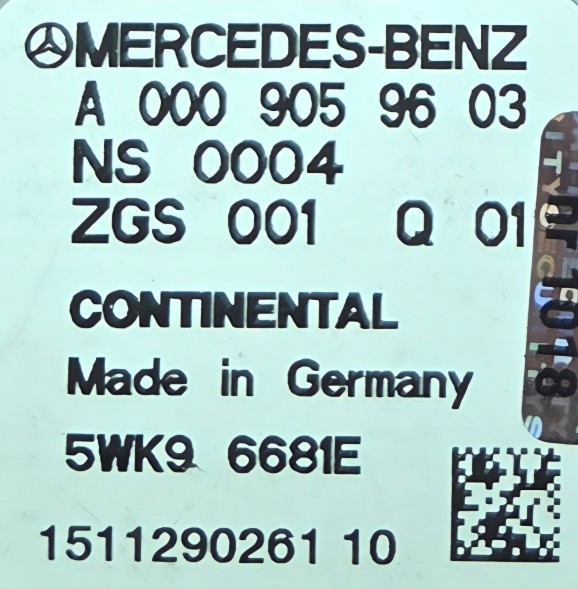 MERCEDES-BENZ
A 000 905 96 03
NS 0004
ZGS 001 Q 01
CONTINENTAL
Made in Germany
5WK9 6681E
1511290261 10